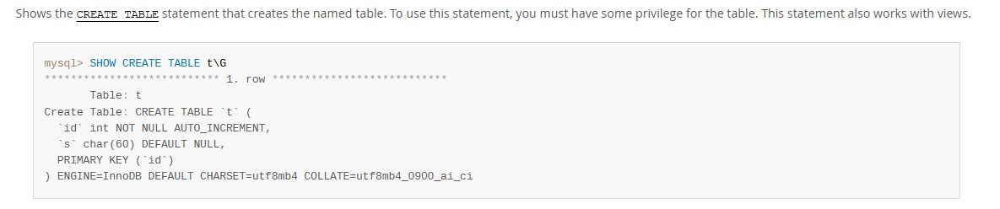 Shows the CREATE TABLE statement that creates the named table. To use this statement, you must have some privilege for the table. This statement also works with views.
mysql> SHOW CREATE TABLE t\G
*************************** 1. row ***************************
       Table: t
Create Table: CREATE TABLE `t` (
  `id` int NOT NULL AUTO_INCREMENT,
  `s` char(60) DEFAULT NULL,
  PRIMARY KEY (`id`)
) ENGINE=InnoDB DEFAULT CHARSET=utf8mb4 COLLATE=utf8mb4_0900_ai_ci